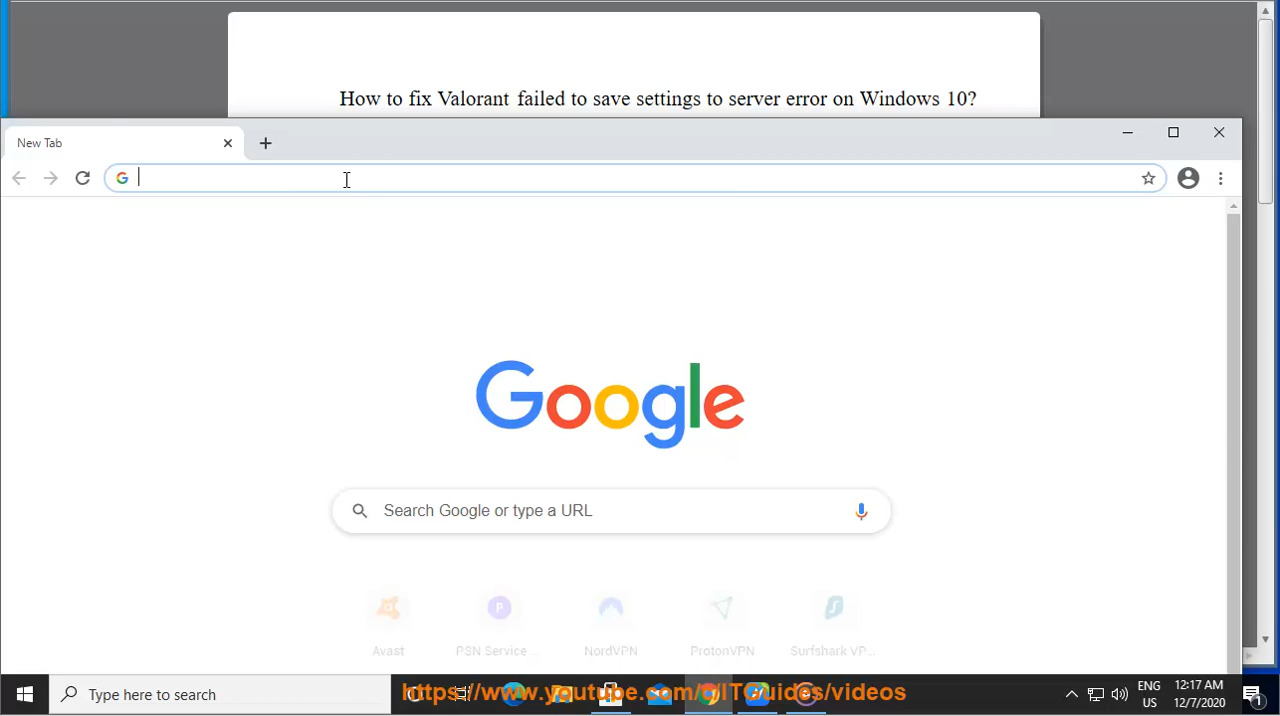 How to fix Valorant failed to save settings to server error on Windows 10?
New Tab
Google
Search Google or type a URL
Avast
PSN Service...
NordVPN
ProtonVPN
Surfshark VP...
Type here to search
ENG
US
12:17 AM
12/7/2020
1